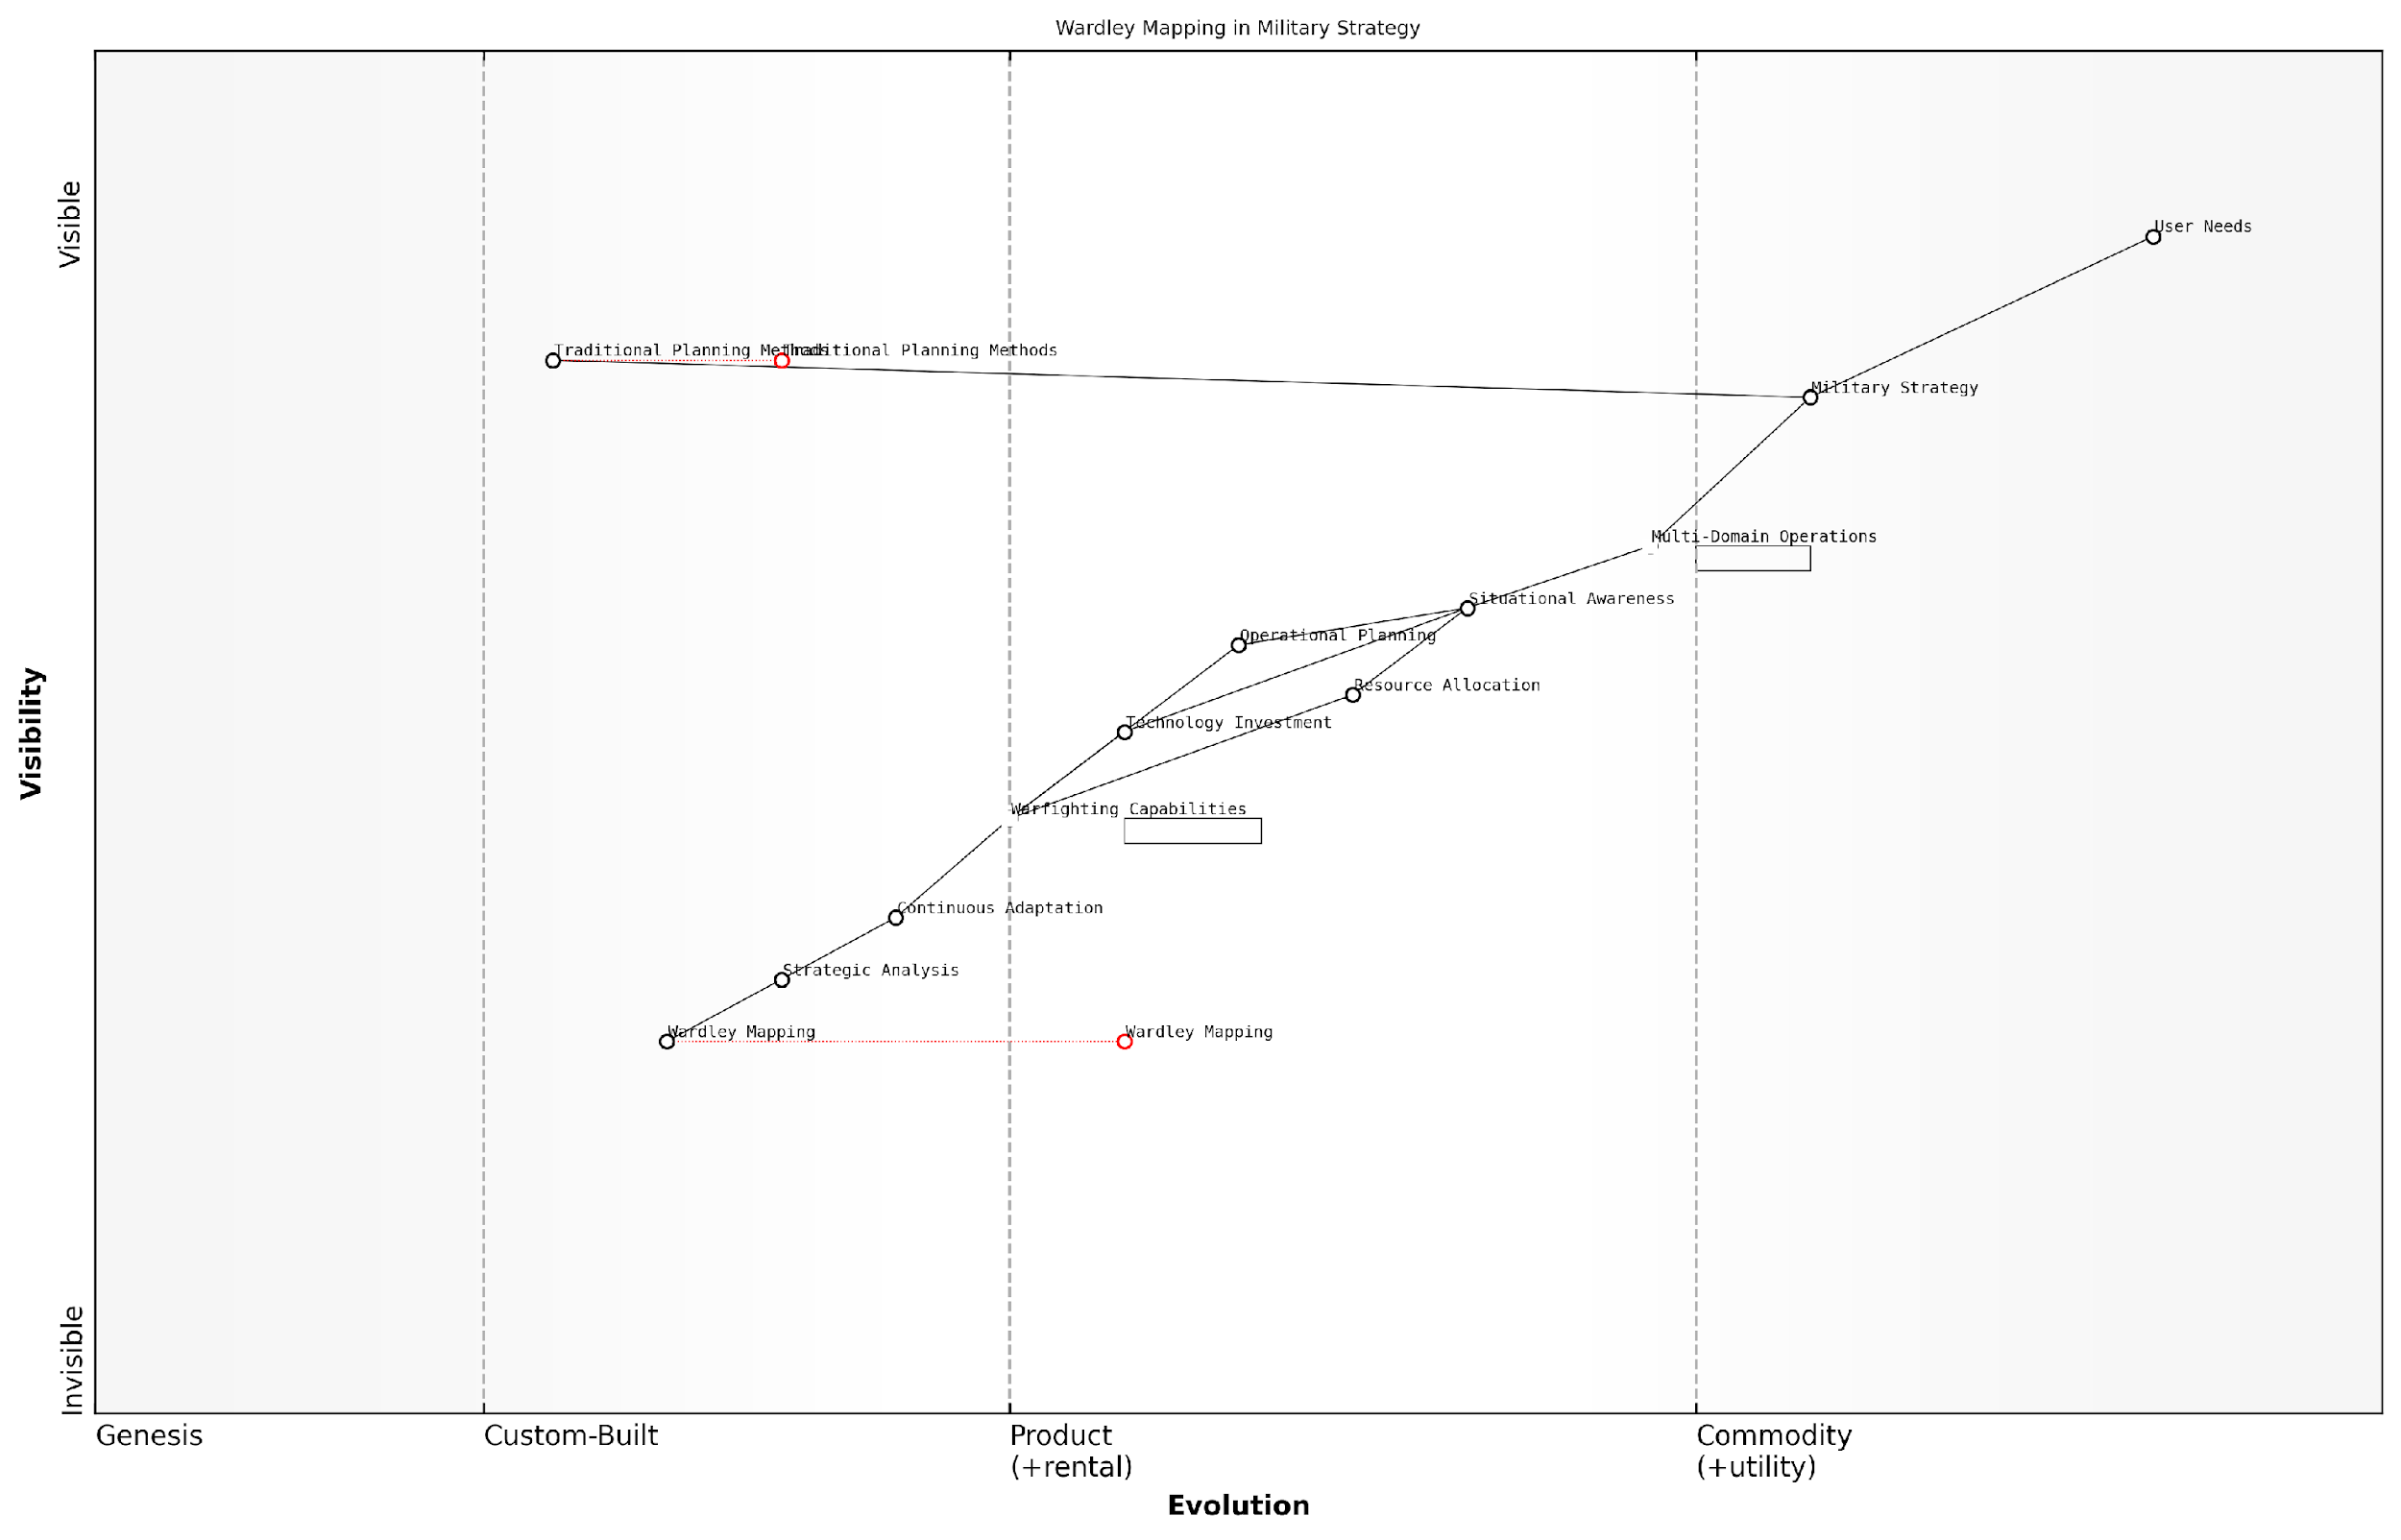 Wardley Mapping in Military Strategy
Visible
User Needs
Traditional Planning Methods
Traditional Planning Methods
Military Strategy
Multi-Domain Operations
Situational Awareness
Operational Planning
Resource Allocation
Technology Investment
Warfighting Capabilities
Continuous Adaptation
Strategic Analysis
Wardley Mapping
Wardley Mapping
Visibility
Invisible
Genesis
Custom-Built
Product
(+rental)
Commodity
(+utility)
Evolution